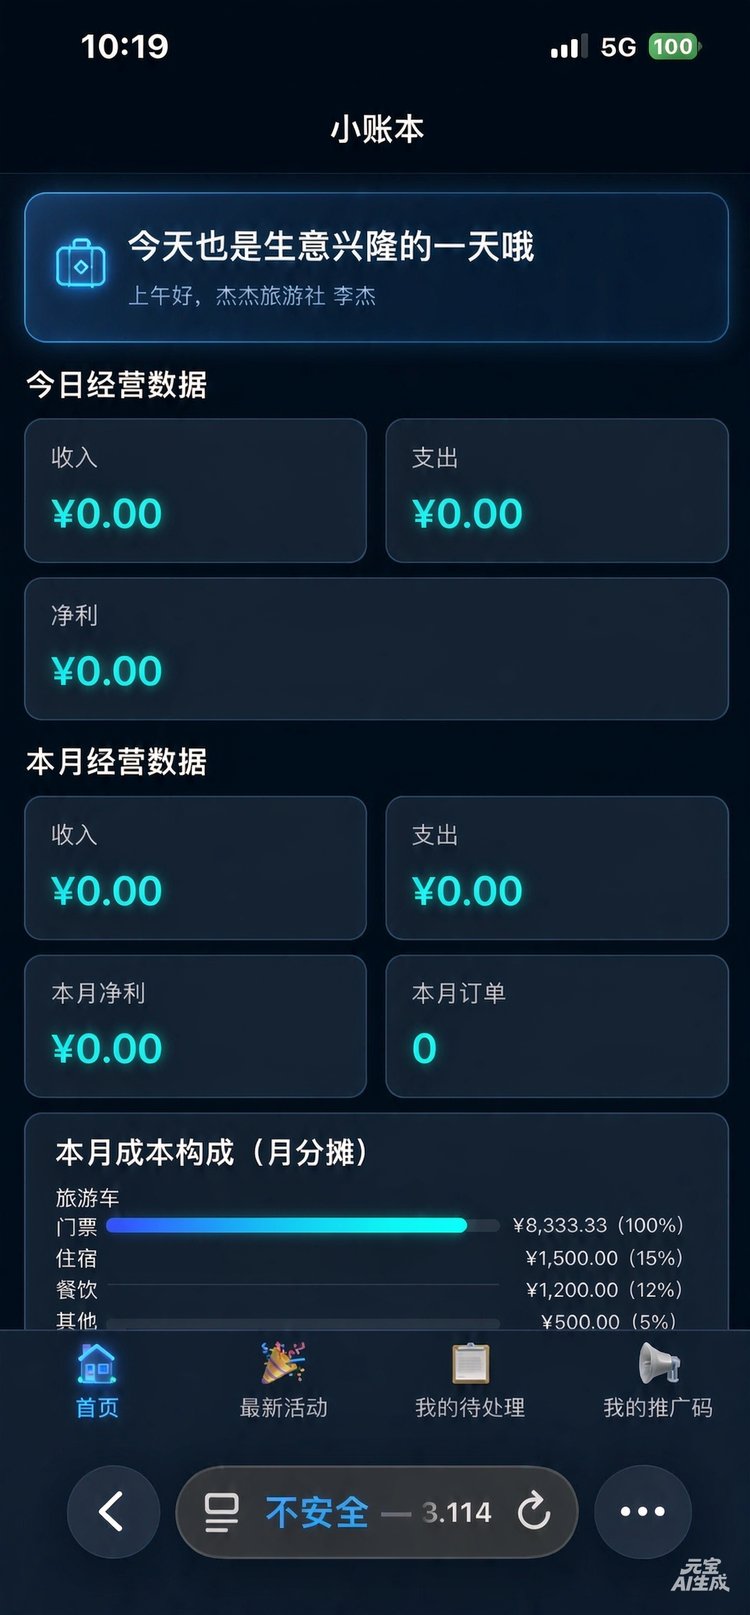 10:19
5G
100
小账本
今天也是生意兴隆的一天哦
上午好，杰杰旅游社 李杰
今日经营数据
收入
支出
¥0.00
¥0.00
净利
¥0.00
本月经营数据
收入
支出
¥0.00
¥0.00
本月净利
本月订单
¥0.00
0
本月成本构成（月分摊）
旅游车
门票 ¥8,333.33（100%）
住宿 ¥1,500.00（15%）
餐饮 ¥1,200.00（12%）
其他 ¥500.00（5%）
首页
最新活动
我的待处理
我的推广码
不安全 — 3.114
元宝
AI生成